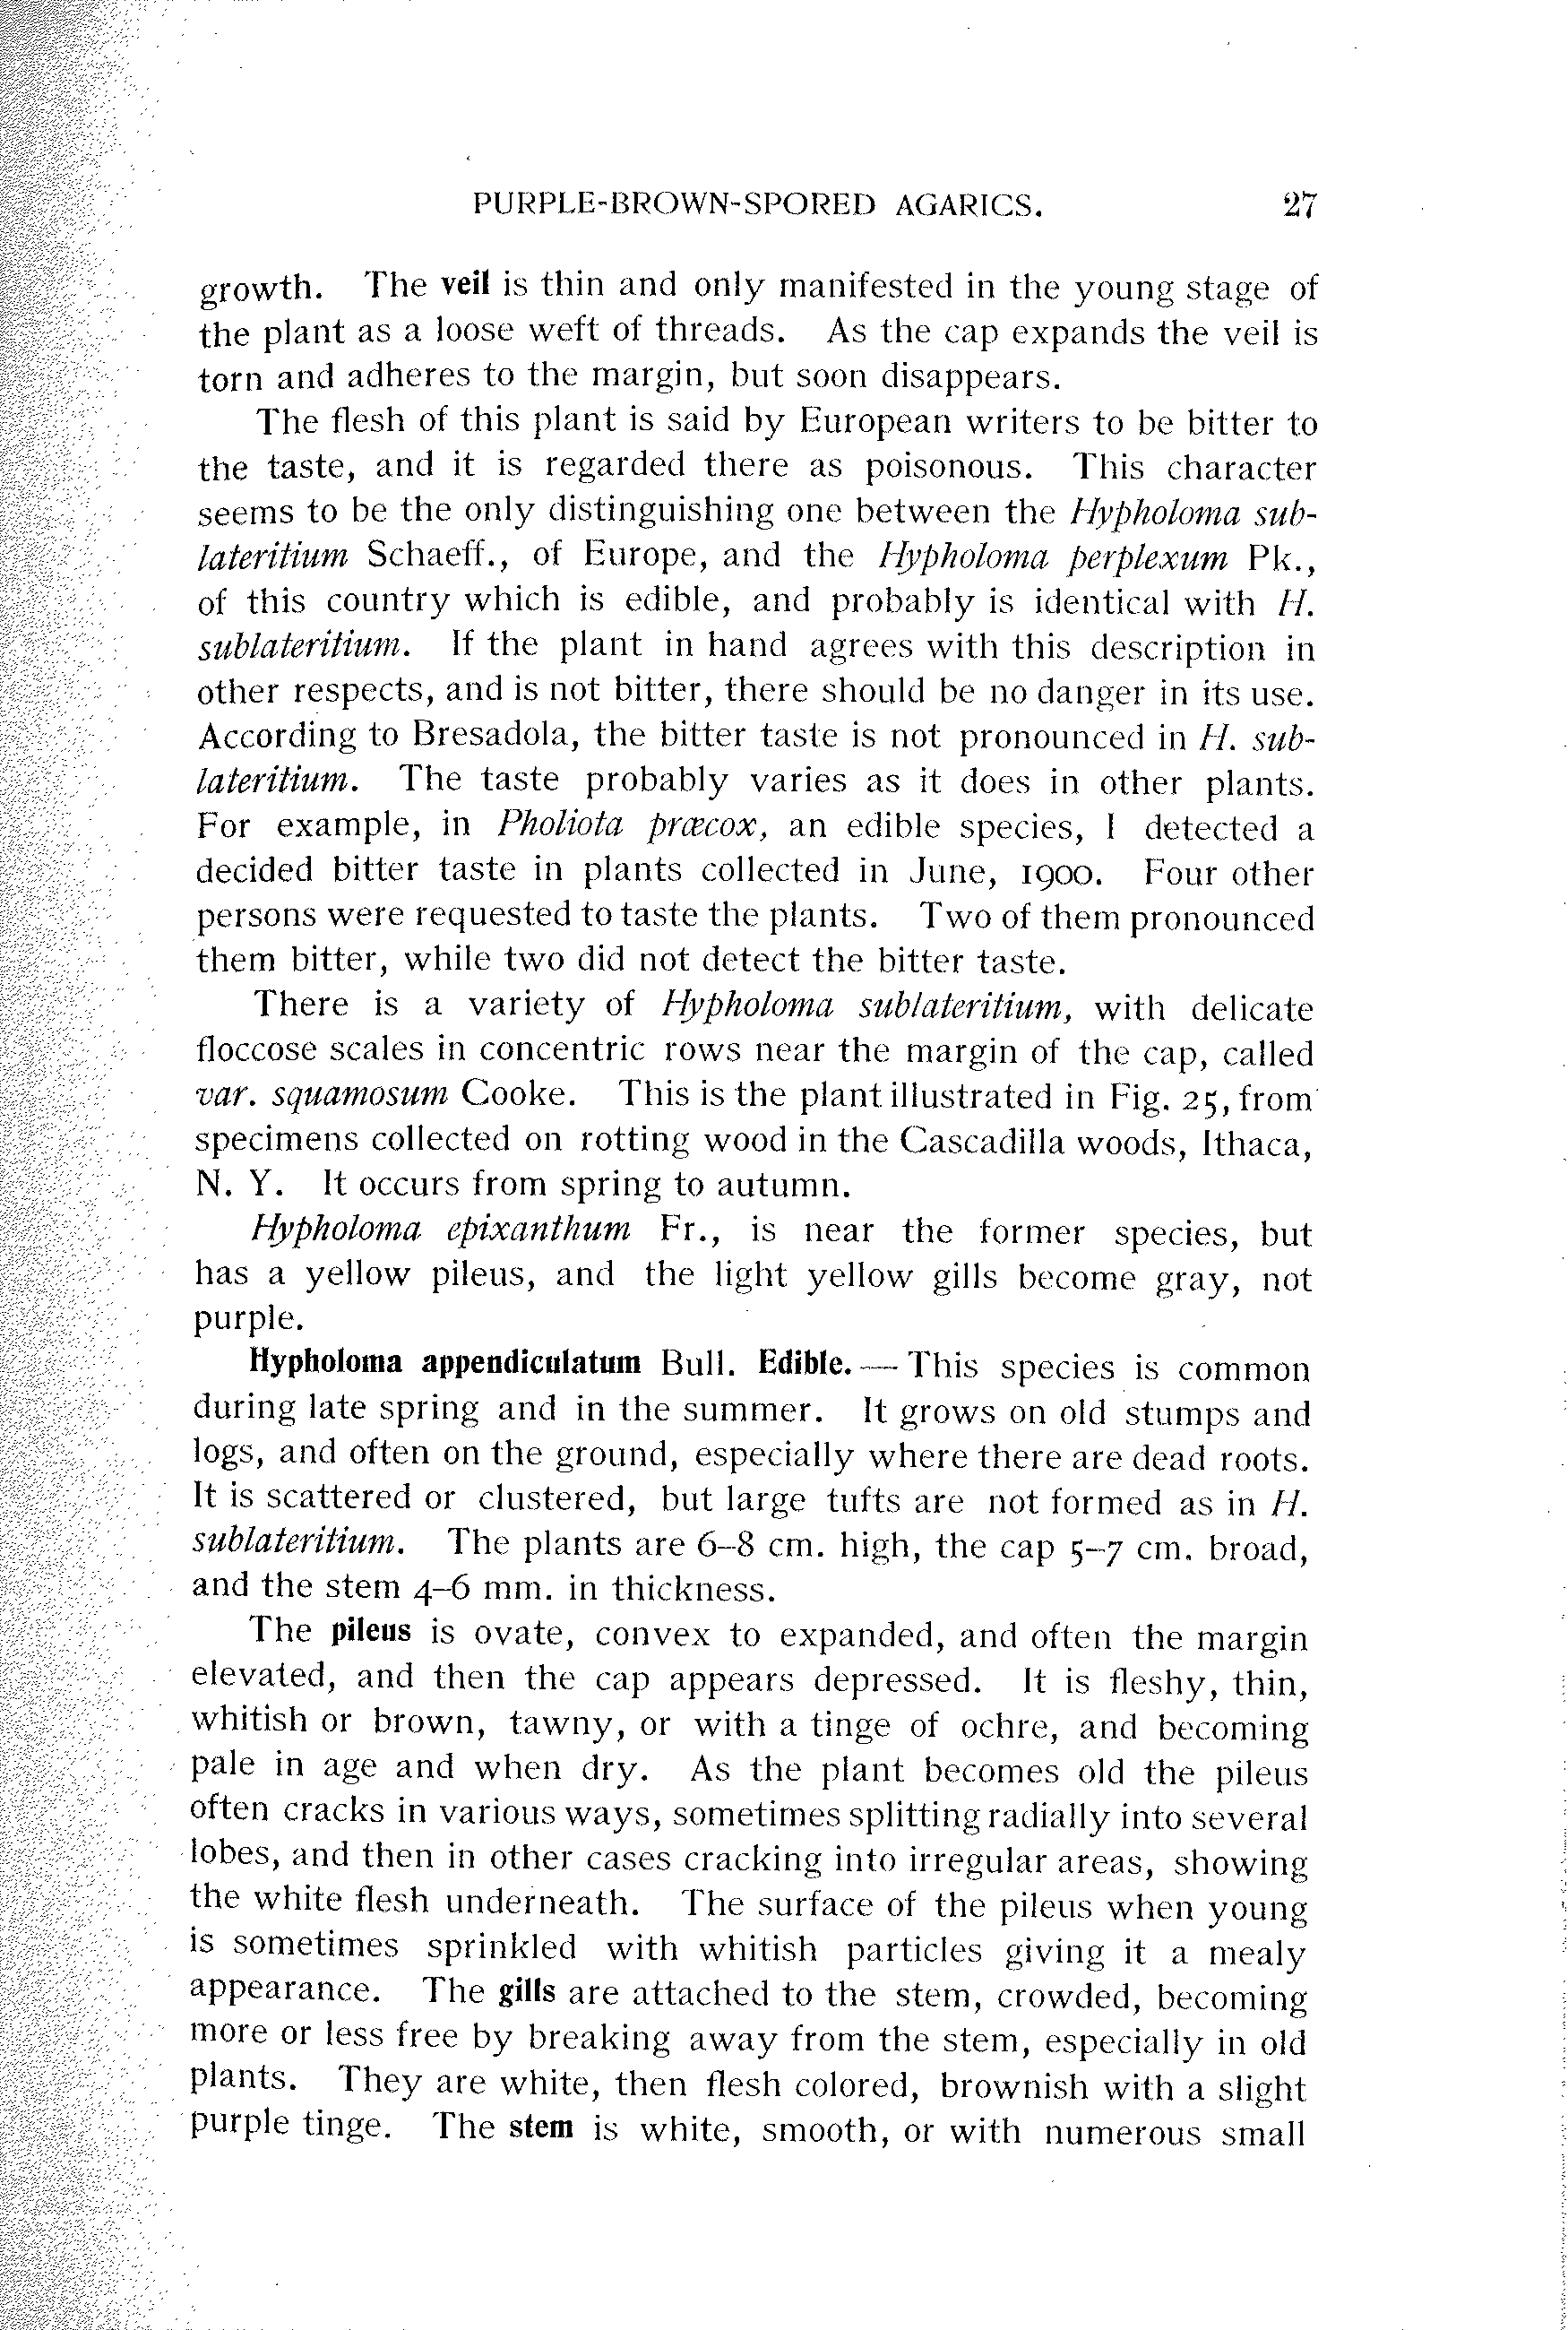 PURPLE-BROWN-SPORED AGARICS. 27
growth. The veil is thin and only manifested in the young stage of
the plant as a loose weft of threads. As the cap expands the veil is
torn and adheres to the margin, but soon disappears.
The flesh of this plant is said by European writers to be bitter to
the taste, and it is regarded there as poisonous. This character
seems to be the only distinguishing one between the Hypholoma sub-
lateritium Schaeff., of Europe, and the Hypholoma perplexum Pk.,
of this country which is edible, and probably is identical with H.
sublateritium. If the plant in hand agrees with this description in
other respects, and is not bitter, there should be no danger in its use.
According to Bresadola, the bitter taste is not pronounced in H. sub-
lateritium. The taste probably varies as it does in other plants.
For example, in Pholiota præcox, an edible species, I detected a
decided bitter taste in plants collected in June, 1900. Four other
persons were requested to taste the plants. Two of them pronounced
them bitter, while two did not detect the bitter taste.
There is a variety of Hypholoma sublateritium, with delicate
floccose scales in concentric rows near the margin of the cap, called
var. squamosum Cooke. This is the plant illustrated in Fig. 25, from
specimens collected on rotting wood in the Cascadilla woods, Ithaca,
N. Y. It occurs from spring to autumn.
Hypholoma epixanthum Fr., is near the former species, but
has a yellow pileus, and the light yellow gills become gray, not
purple.
Hypholoma appendiculatum Bull. Edible. — This species is common
during late spring and in the summer. It grows on old stumps and
logs, and often on the ground, especially where there are dead roots.
It is scattered or clustered, but large tufts are not formed as in H.
sublateritium. The plants are 6–8 cm. high, the cap 5–7 cm. broad,
and the stem 4–6 mm. in thickness.
The pileus is ovate, convex to expanded, and often the margin
elevated, and then the cap appears depressed. It is fleshy, thin,
whitish or brown, tawny, or with a tinge of ochre, and becoming
pale in age and when dry. As the plant becomes old the pileus
often cracks in various ways, sometimes splitting radially into several
lobes, and then in other cases cracking into irregular areas, showing
the white flesh underneath. The surface of the pileus when young
is sometimes sprinkled with whitish particles giving it a mealy
appearance. The gills are attached to the stem, crowded, becoming
more or less free by breaking away from the stem, especially in old
plants. They are white, then flesh colored, brownish with a slight
purple tinge. The stem is white, smooth, or with numerous small